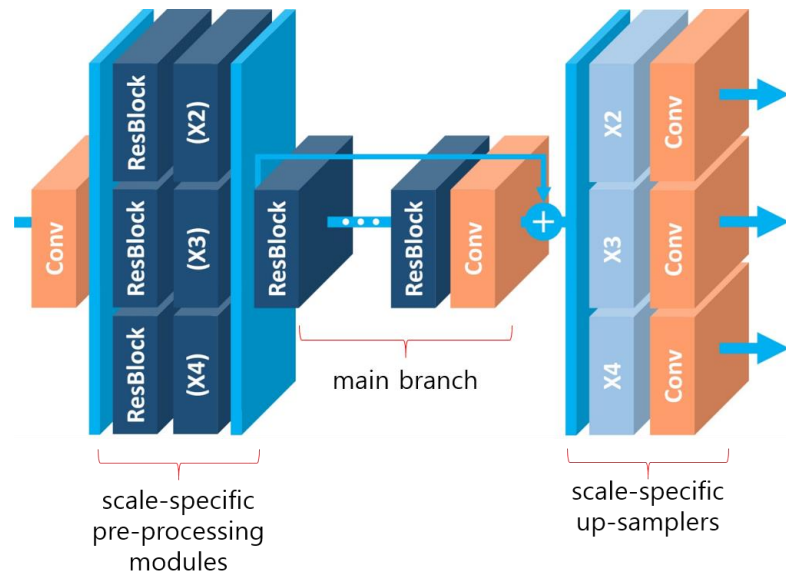 Conv
ResBlock
(X2)
ResBlock
(X3)
ResBlock
(X4)
ResBlock
ResBlock
Conv
+
X2
Conv
X3
Conv
X4
Conv
main branch
scale-specific
pre-processing
modules
scale-specific
up-samplers